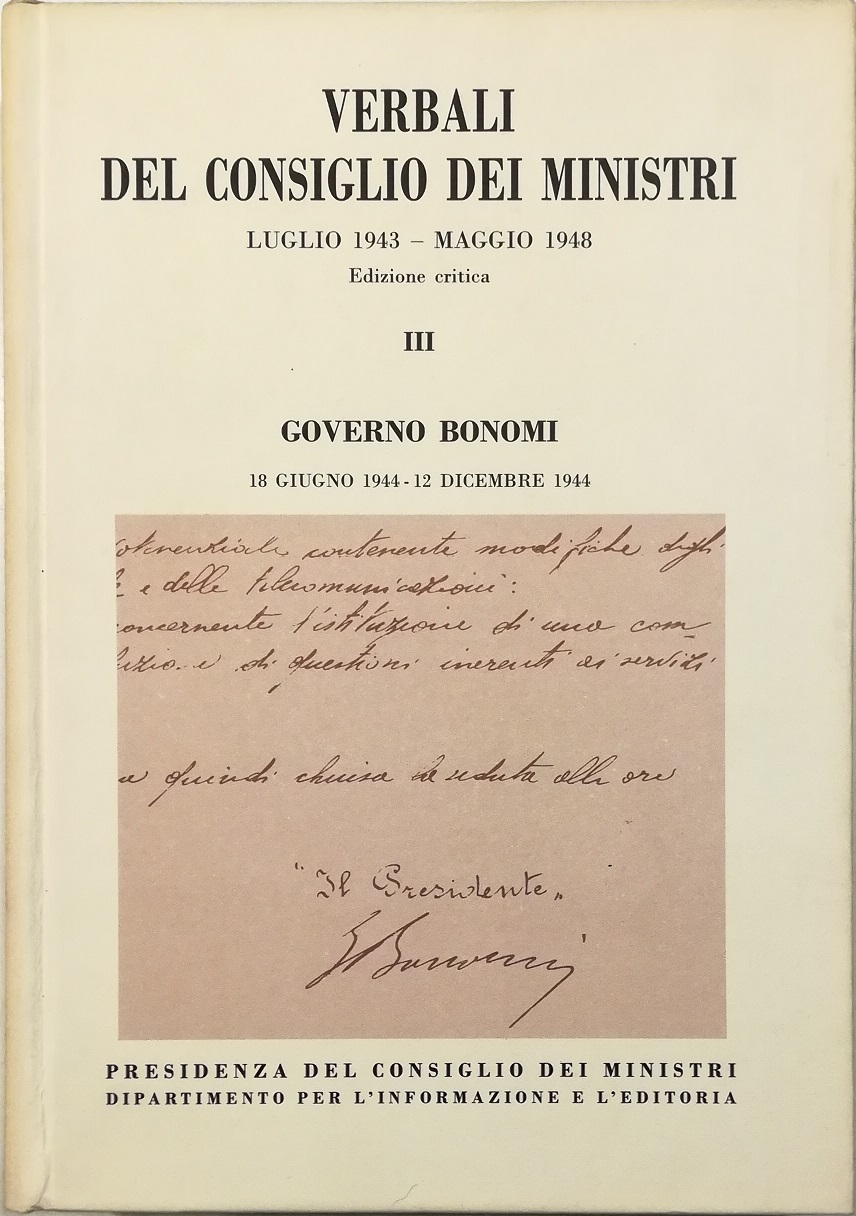 VERBALI
DEL CONSIGLIO DEI MINISTRI
LUGLIO 1943 – MAGGIO 1948
Edizione critica
III
GOVERNO BONOMI
18 GIUGNO 1944 - 12 DICEMBRE 1944
contenente modifiche degli
e delle telecomunicazioni:
concernente l'istituzione di una com-
e di questioni inerenti ai servizi
quindi chiusa la seduta alle ore
"Il Presidente„
Bonomi
PRESIDENZA DEL CONSIGLIO DEI MINISTRI
DIPARTIMENTO PER L'INFORMAZIONE E L'EDITORIA